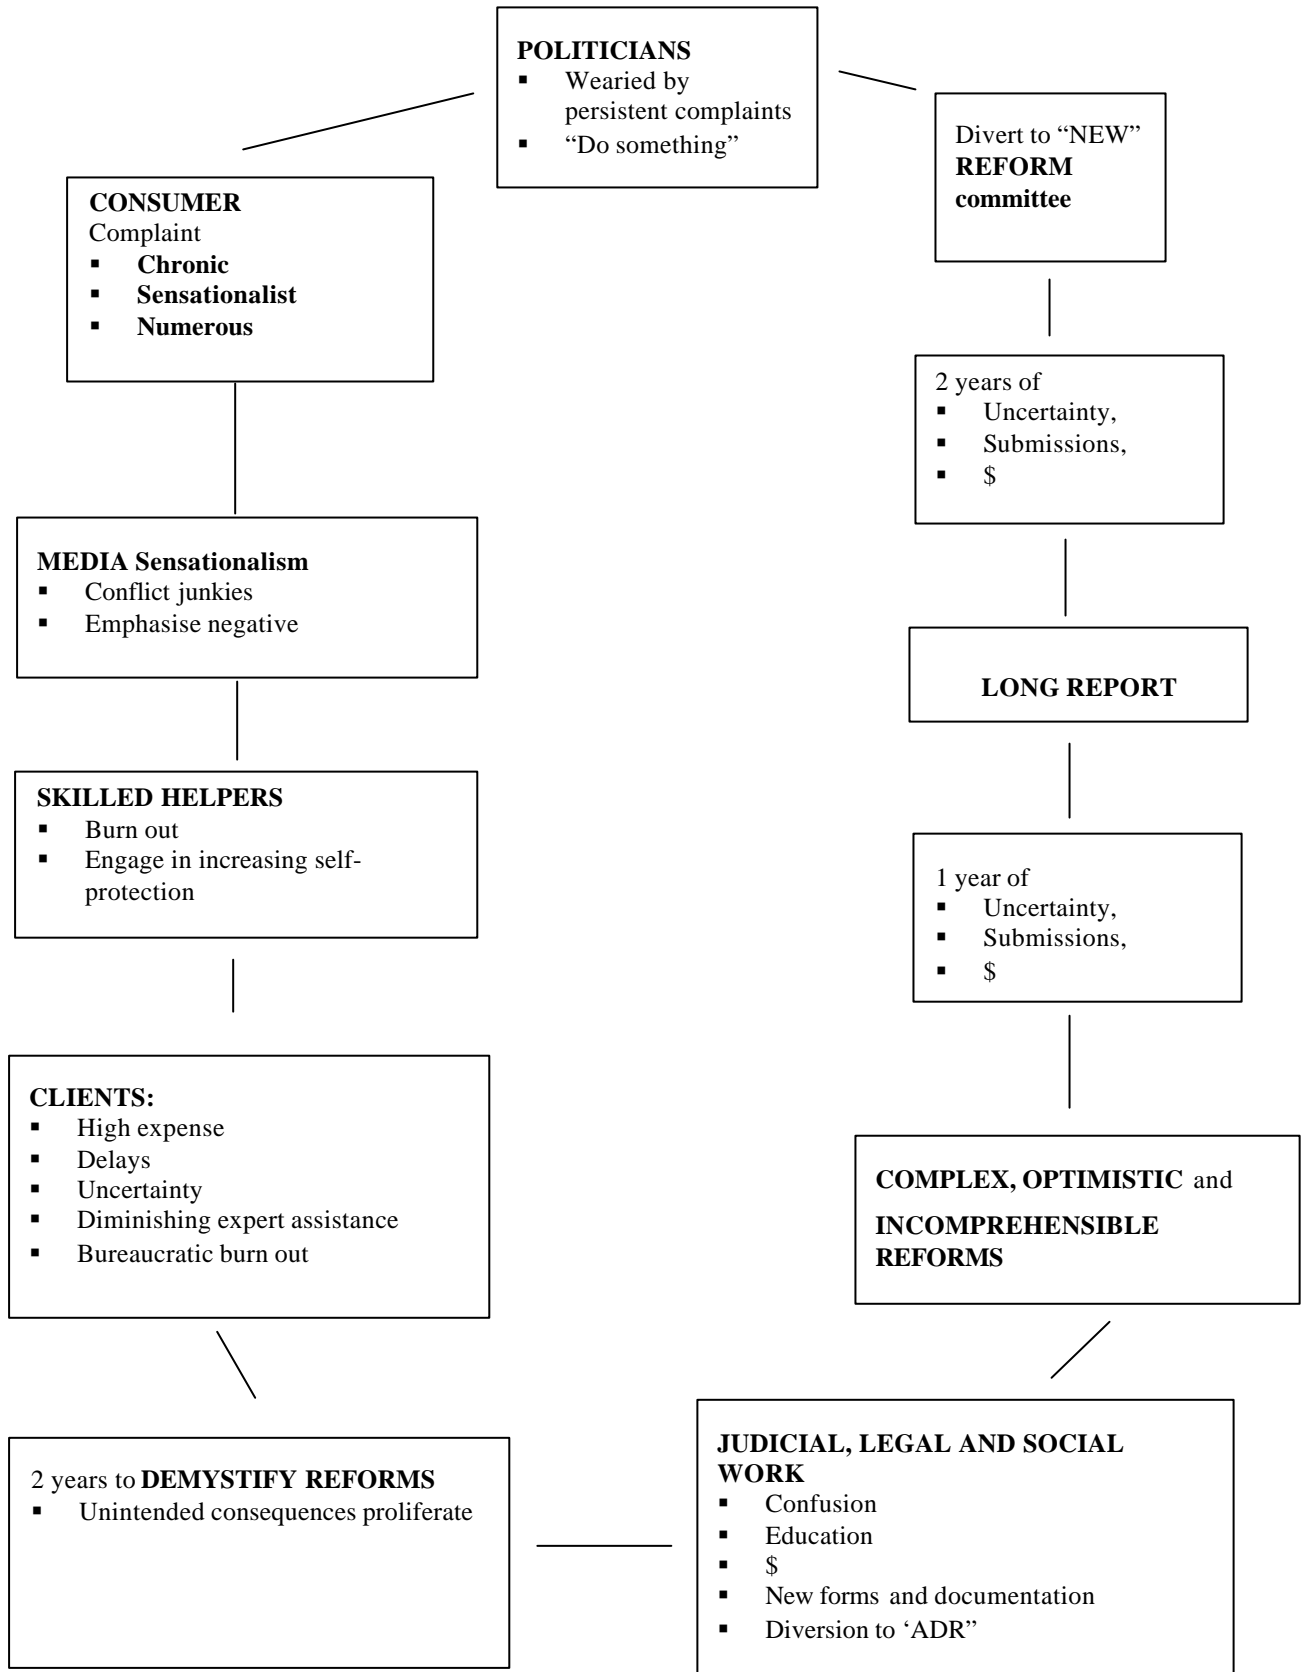 POLITICIANS
▪ Wearied by
persistent complaints
▪ “Do something”
Divert to “NEW”
REFORM
committee
CONSUMER
Complaint
▪ Chronic
▪ Sensationalist
▪ Numerous
2 years of
▪ Uncertainty,
▪ Submissions,
▪ $
MEDIA Sensationalism
▪ Conflict junkies
▪ Emphasise negative
LONG REPORT
SKILLED HELPERS
▪ Burn out
▪ Engage in increasing self-
protection
1 year of
▪ Uncertainty,
▪ Submissions,
▪ $
CLIENTS:
▪ High expense
▪ Delays
▪ Uncertainty
▪ Diminishing expert assistance
▪ Bureaucratic burn out
COMPLEX, OPTIMISTIC and
INCOMPREHENSIBLE
REFORMS
2 years to DEMYSTIFY REFORMS
▪ Unintended consequences proliferate
JUDICIAL, LEGAL AND SOCIAL
WORK
▪ Confusion
▪ Education
▪ $
▪ New forms and documentation
▪ Diversion to ‘ADR”